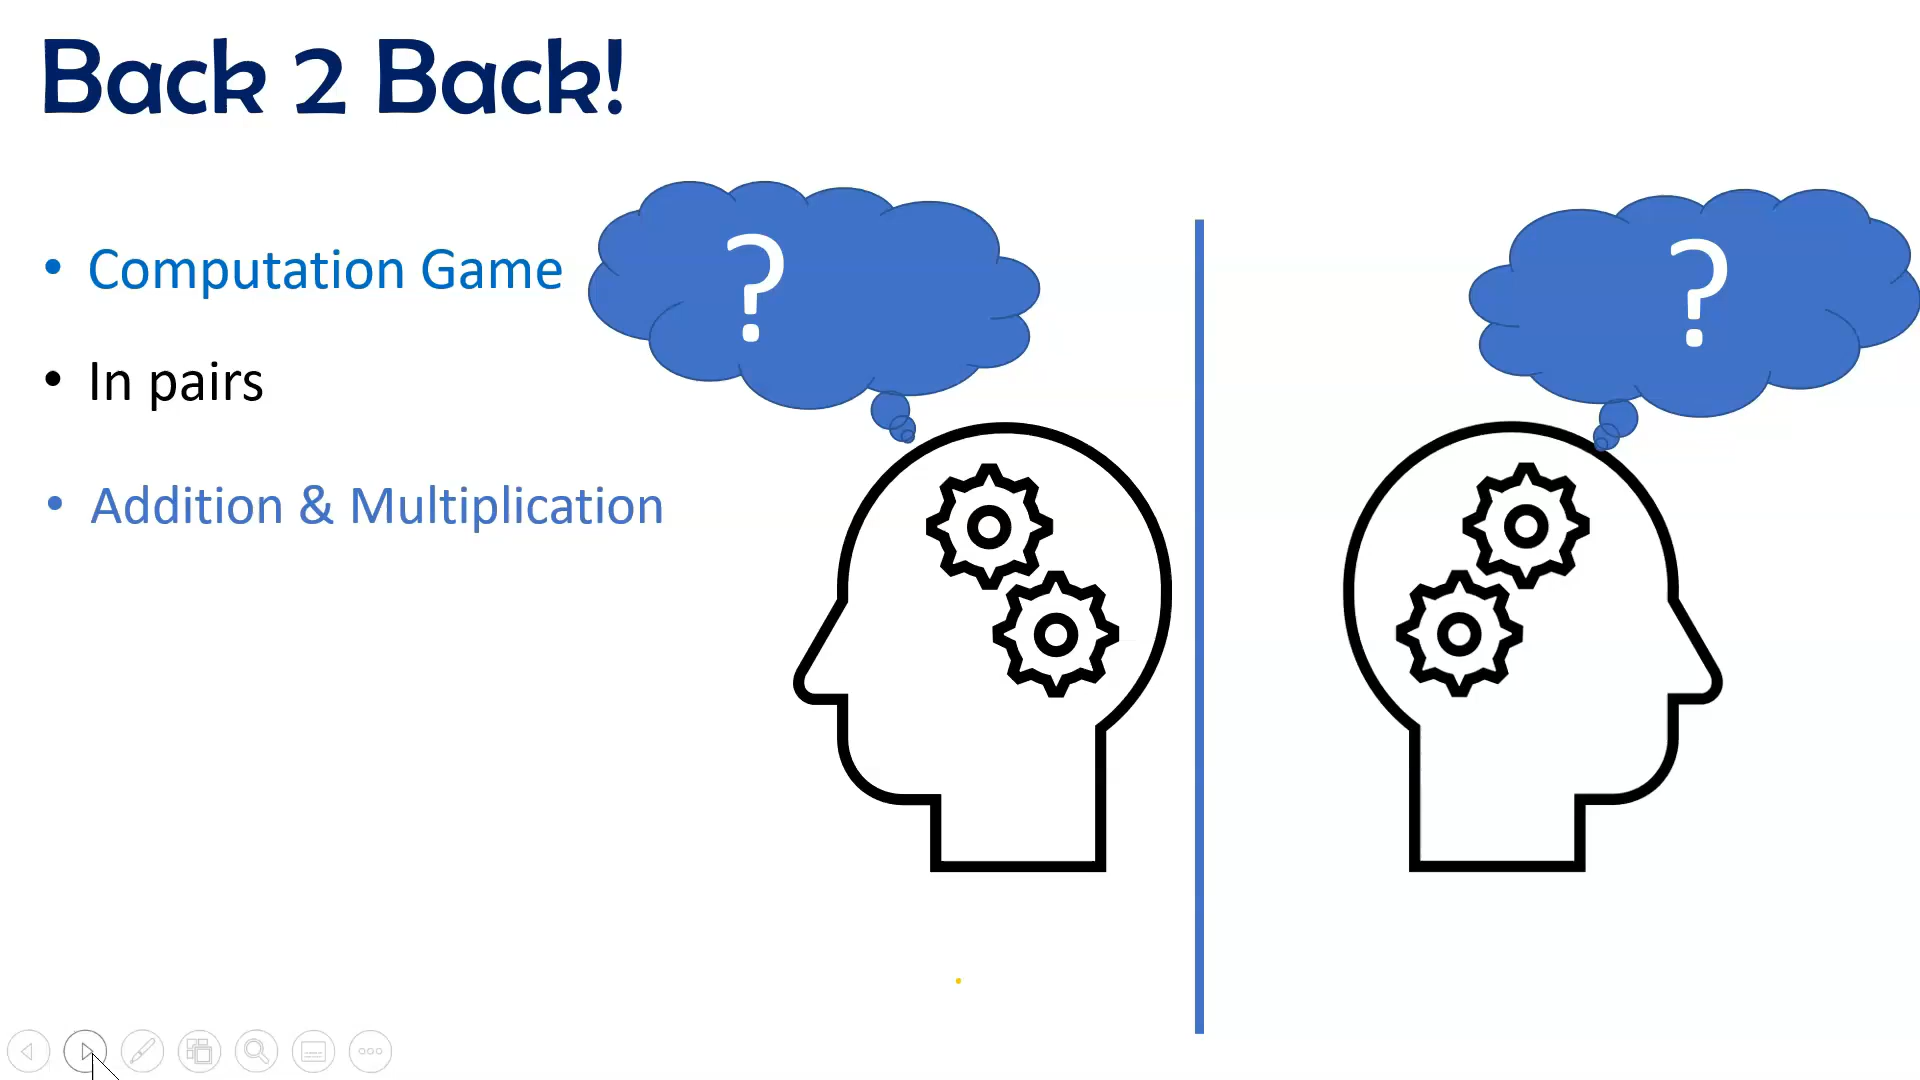 Back 2 Back!
• Computation Game
• In pairs
• Addition & Multiplication
?
?